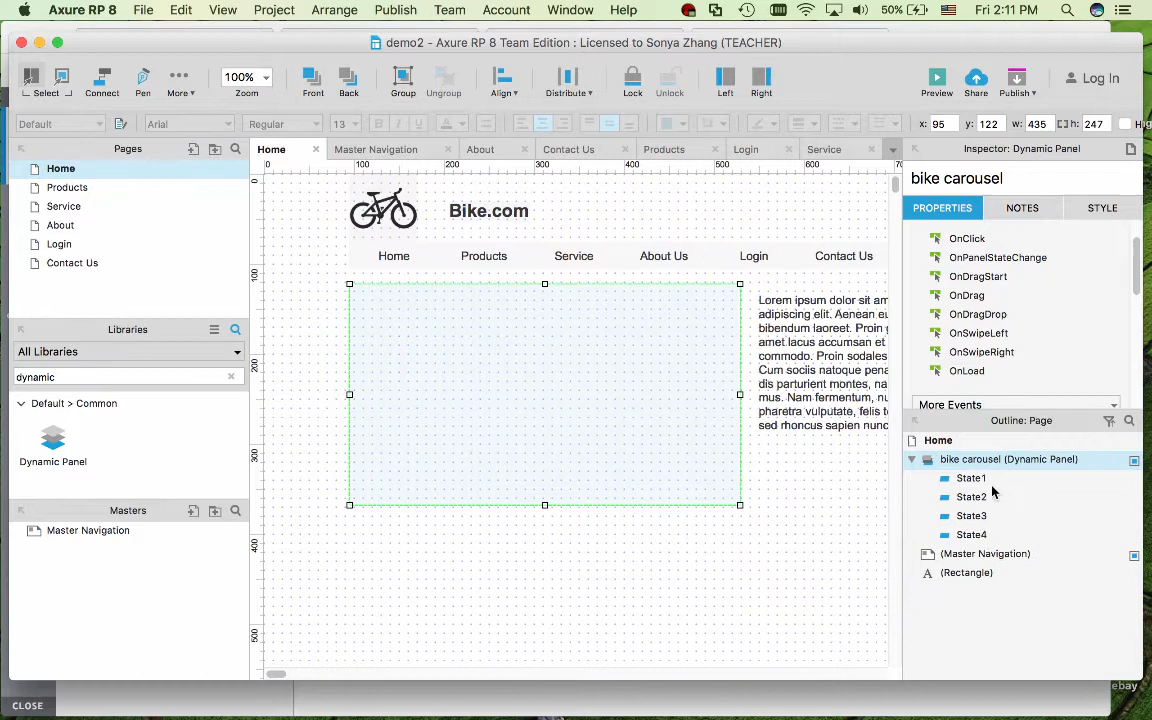 Axure RP 8 File Edit View Project Arrange Publish Team Account Window Help 50% Fri 2:11 PM
demo2 - Axure RP 8 Team Edition : Licensed to Sonya Zhang (TEACHER)
100%
Log In
Select Connect Pen More▾ Zoom Front Back Group Ungroup Align▾ Distribute▾ Lock Unlock Left Right Preview Share Publish▾
Default Arial Regular 13 B I U x: 95 y: 122 w: 435 h: 247
Pages
Home Master Navigation About Contact Us Products Login Service
Inspector: Dynamic Panel
Home
Products
Service
About
Login
Contact Us
Libraries
All Libraries
dynamic
Default > Common
Dynamic Panel
Masters
Master Navigation
0 100 200 300 400 500 600
0
100
200
300
400
500
Bike.com
Home Products Service About Us Login Contact Us
Lorem ipsum dolor sit am
adipiscing elit. Aenean eu
bibendum laoreet. Proin g
amet lacus accumsan et
commodo. Proin sodales
Cum sociis natoque pena
dis parturient montes, na
mus. Nam fermentum, nu
pharetra vulputate, felis t
sed rhoncus sapien nunc
bike carousel
PROPERTIES NOTES STYLE
OnClick
OnPanelStateChange
OnDragStart
OnDrag
OnDragDrop
OnSwipeLeft
OnSwipeRight
OnLoad
More Events
Outline: Page
Home
bike carousel (Dynamic Panel)
State1
State2
State3
State4
(Master Navigation)
A (Rectangle)
CLOSE
ebay